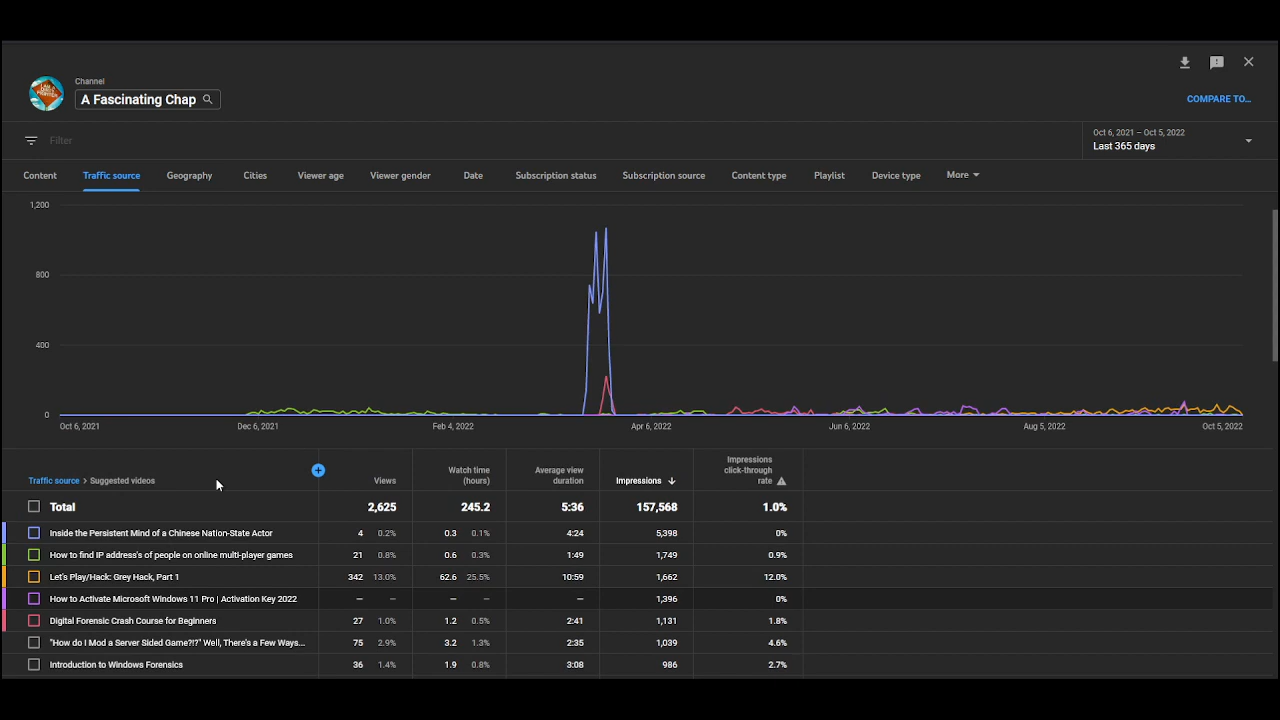 Channel
A Fascinating Chap
COMPARE TO...
Filter
Oct 6, 2021 – Oct 5, 2022
Last 365 days
Content Traffic source Geography Cities Viewer age Viewer gender Date Subscription status Subscription source Content type Playlist Device type More
1,200
800
400
0
Oct 6, 2021 Dec 6, 2021 Feb 4, 2022 Apr 6, 2022 Jun 6, 2022 Aug 5, 2022 Oct 5, 2022
Traffic source > Suggested videos
Views
Watch time
(hours)
Average view
duration
Impressions
Impressions
click-through
rate
Total 2,625 245.2 5:36 157,568 1.0%
Inside the Persistent Mind of a Chinese Nation-State Actor 4 0.2% 0.3 0.1% 4:24 5,398 0%
How to find IP address's of people on online multi-player games 21 0.8% 0.6 0.3% 1:49 1,749 0.9%
Let's Play/Hack: Grey Hack, Part 1 342 13.0% 62.6 25.5% 10:59 1,662 12.0%
How to Activate Microsoft Windows 11 Pro | Activation Key 2022 — — — — — 1,396 0%
Digital Forensic Crash Course for Beginners 27 1.0% 1.2 0.5% 2:41 1,131 1.8%
"How do I Mod a Server Sided Game?!?" Well, There's a Few Ways... 75 2.9% 3.2 1.3% 2:35 1,039 4.6%
Introduction to Windows Forensics 36 1.4% 1.9 0.8% 3:08 986 2.7%